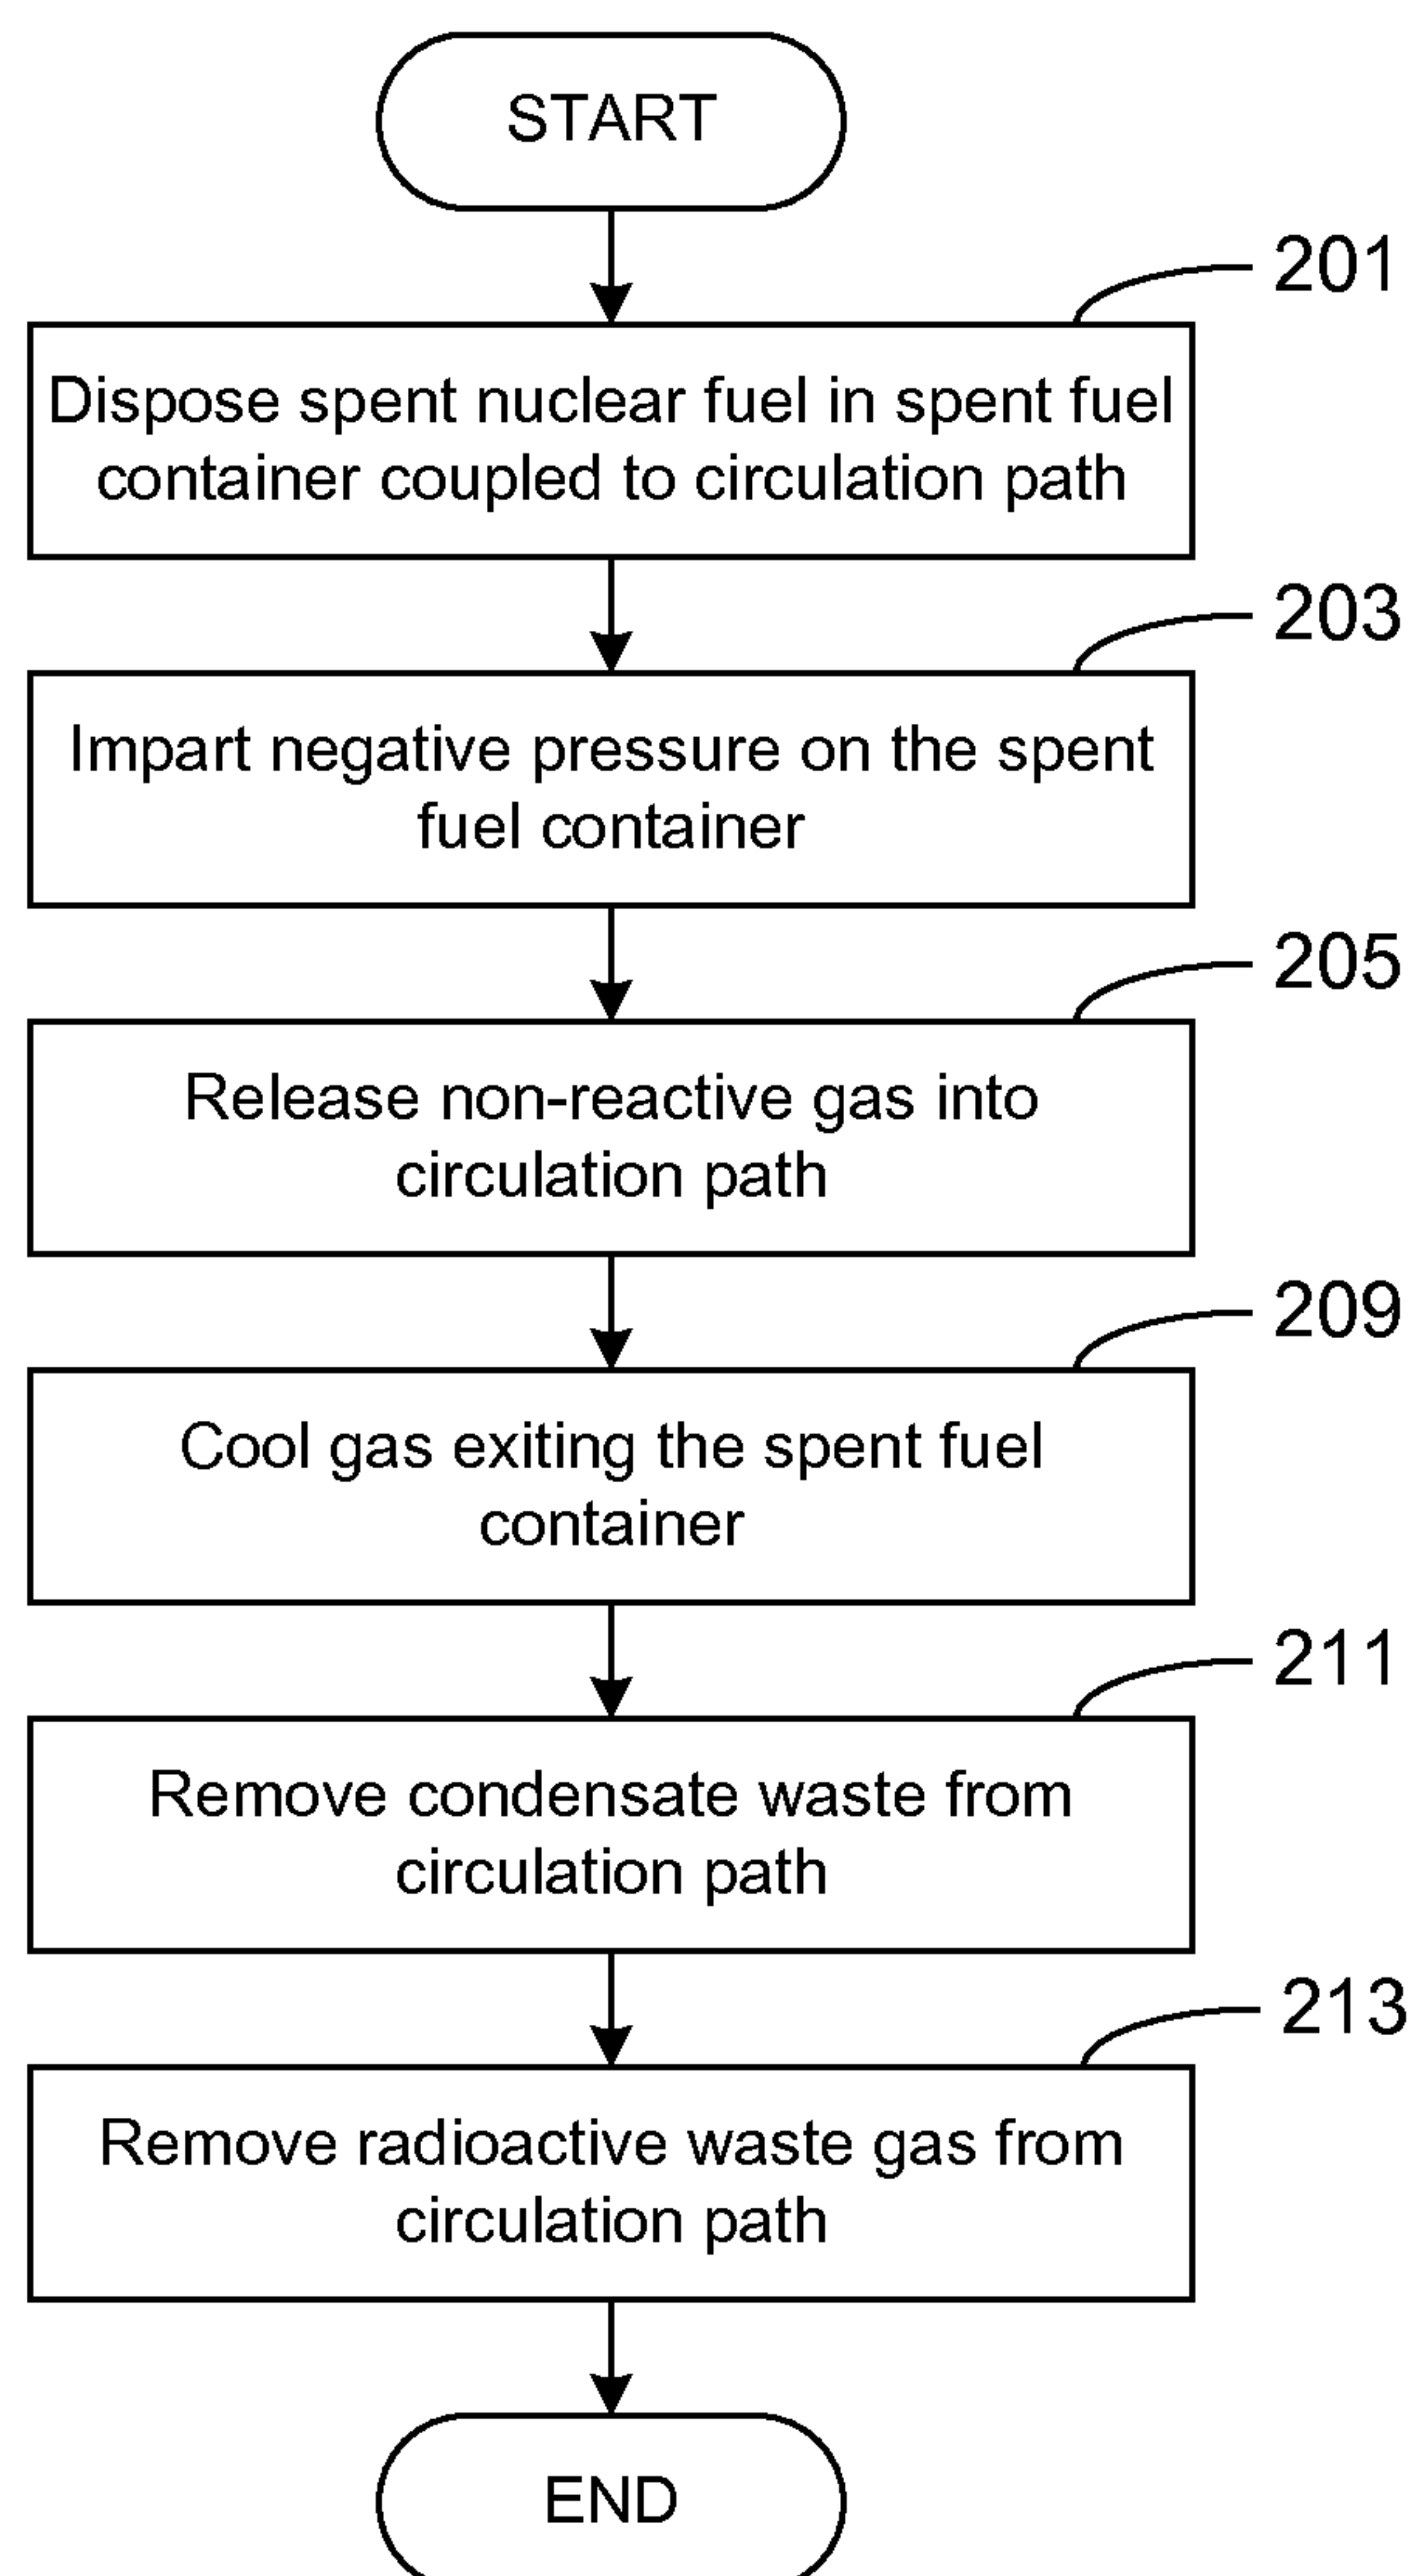 START
201
Dispose spent nuclear fuel in spent fuel
container coupled to circulation path
203
Impart negative pressure on the spent
fuel container
205
Release non-reactive gas into
circulation path
209
Cool gas exiting the spent fuel
container
211
Remove condensate waste from
circulation path
213
Remove radioactive waste gas from
circulation path
END